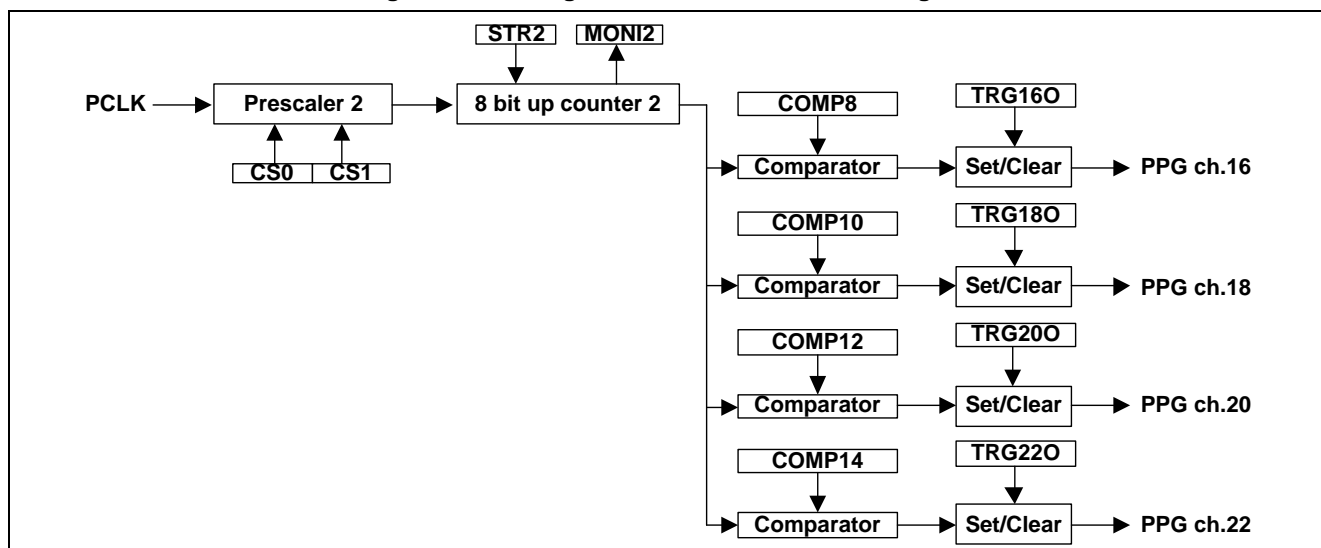 STR2
MONI2
PCLK
Prescaler 2
8 bit up counter 2
CS0
CS1
COMP8
TRG16O
Comparator
Set/Clear
PPG ch.16
COMP10
TRG18O
Comparator
Set/Clear
PPG ch.18
COMP12
TRG20O
Comparator
Set/Clear
PPG ch.20
COMP14
TRG22O
Comparator
Set/Clear
PPG ch.22